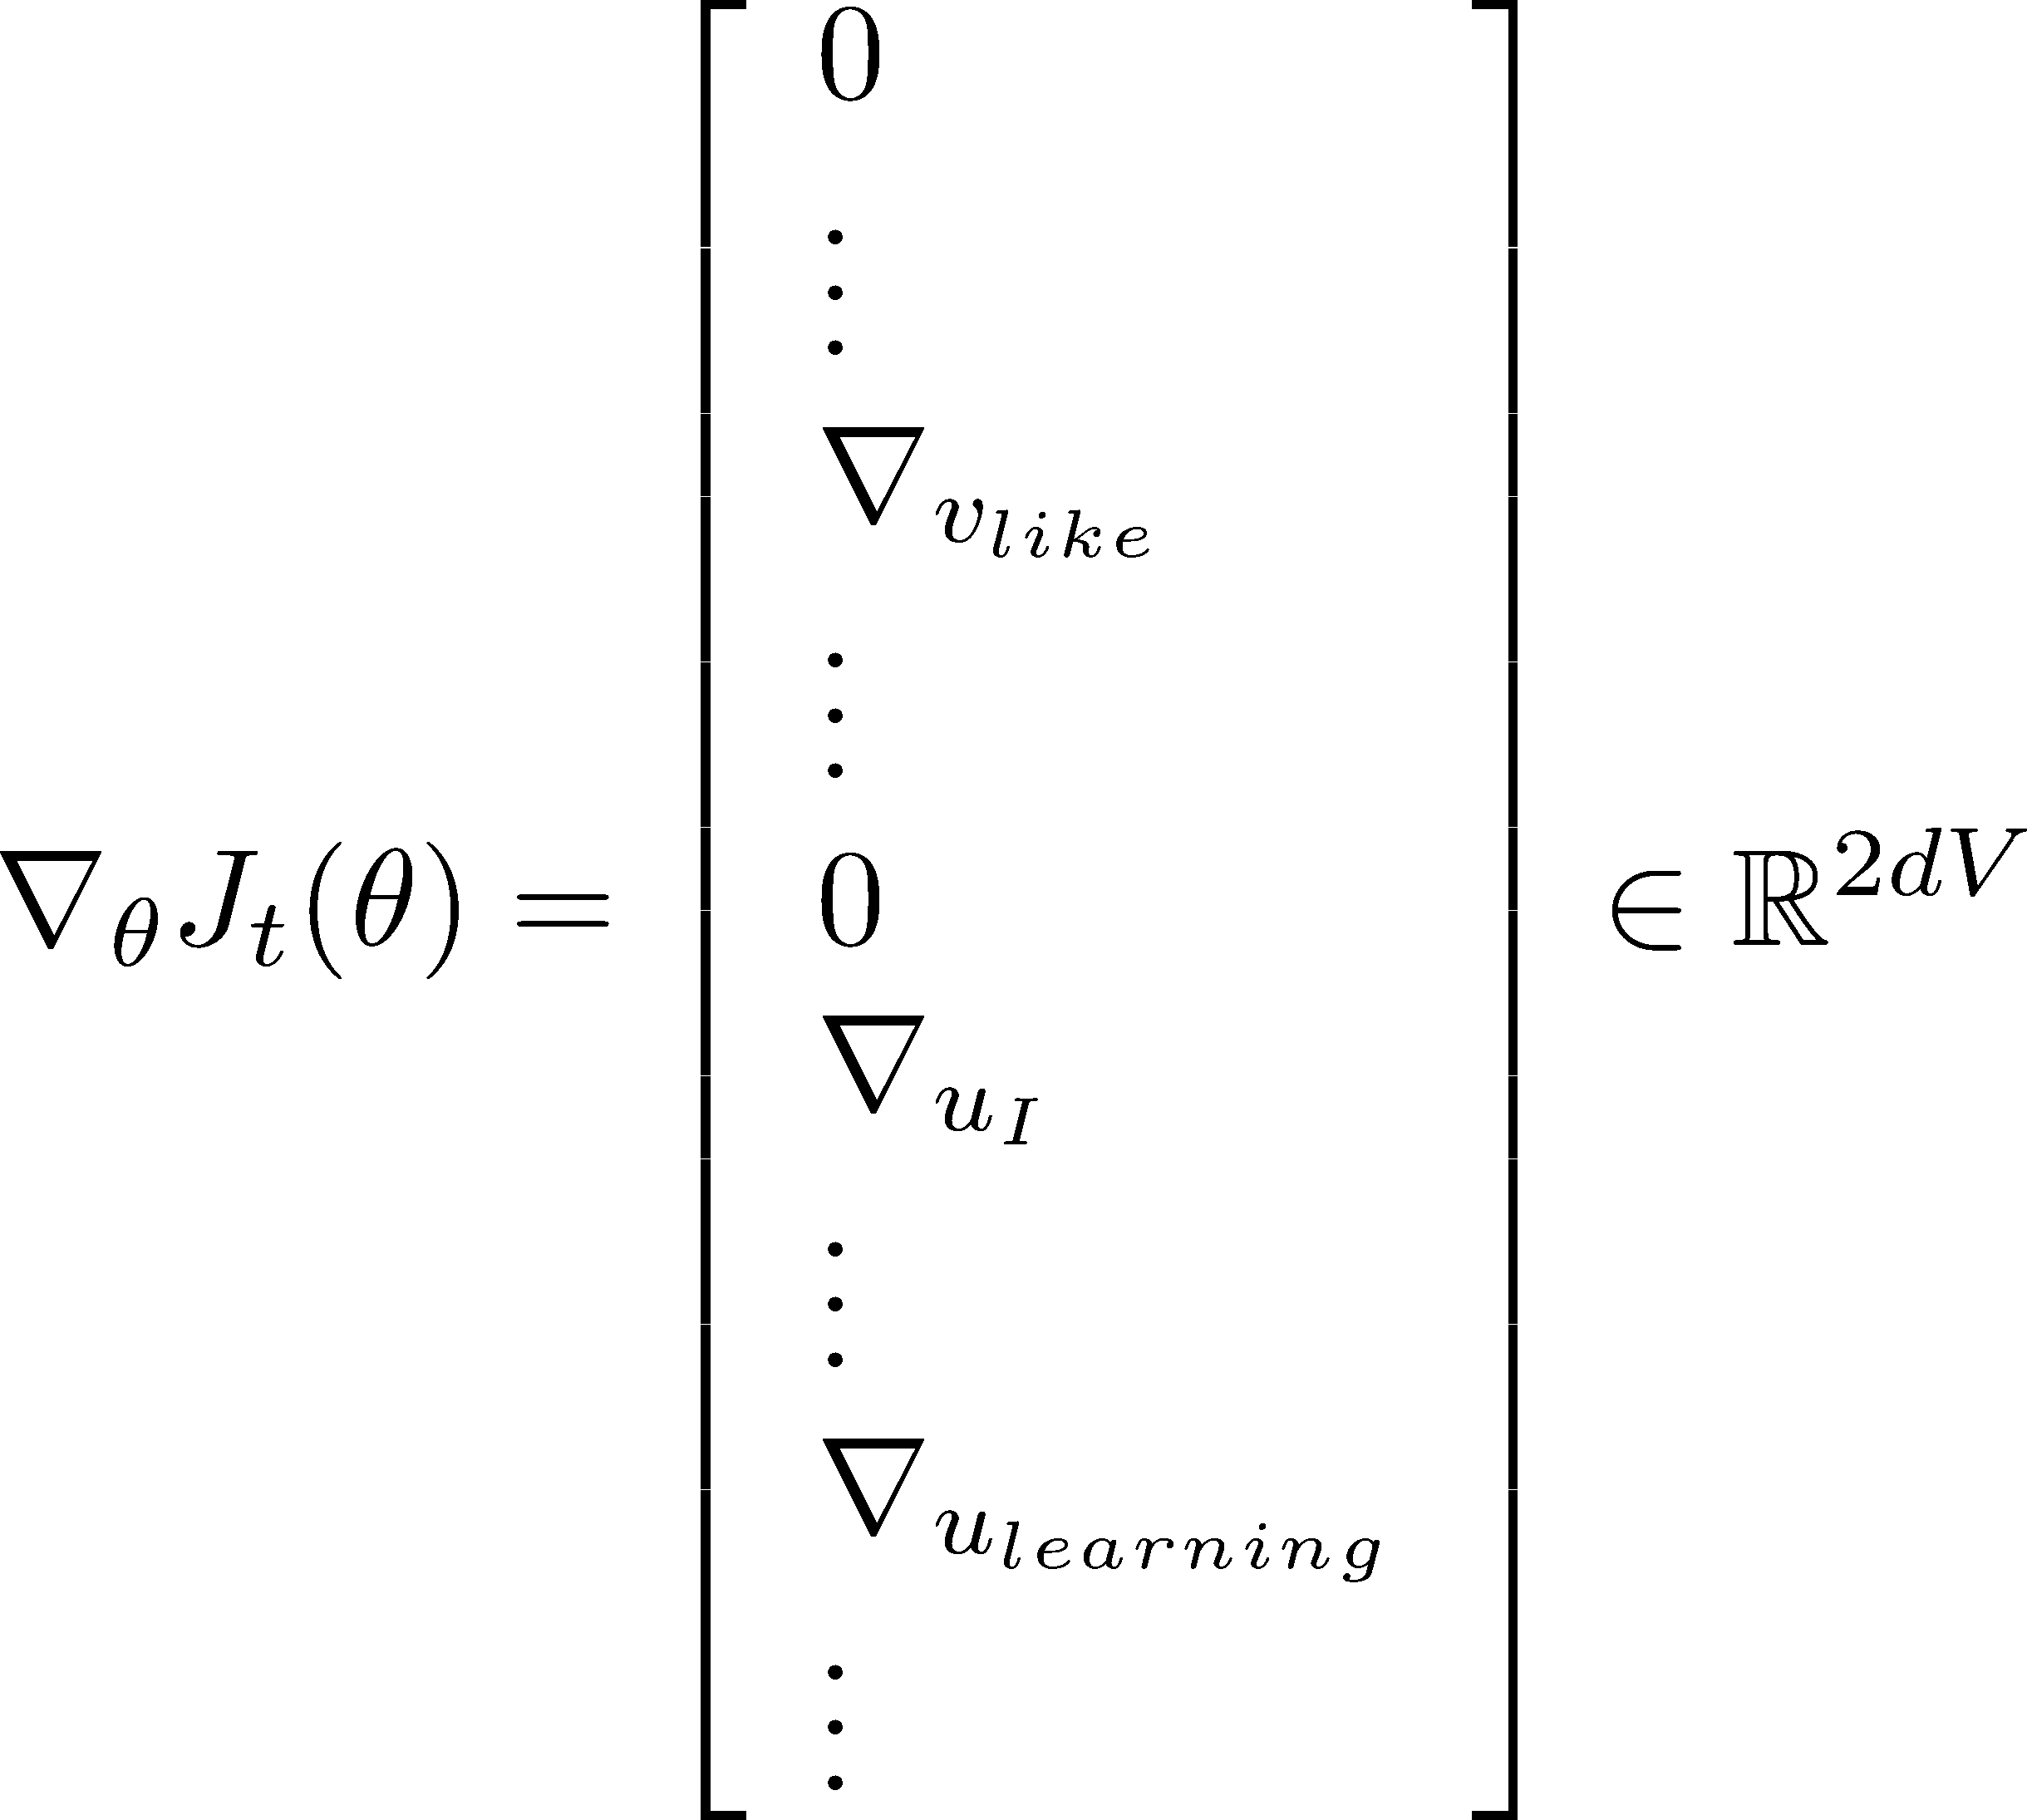 0
⋮
∇_{v_{like}}
⋮
∇_θ J_t(θ) = 0 ∈ ℝ^{2dV}
∇_{u_I}
⋮
∇_{u_{learning}}
⋮